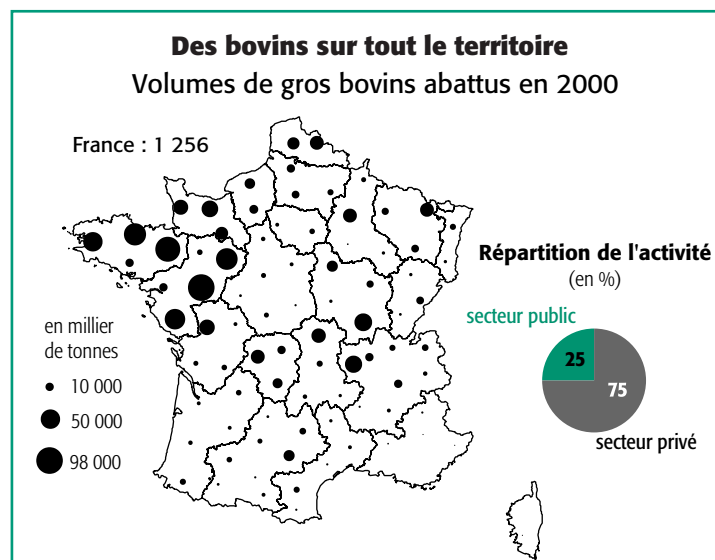 Des bovins sur tout le territoire
Volumes de gros bovins abattus en 2000
France : 1 256
Répartition de l'activité
(en %)
secteur public
25
75
secteur privé
en millier
de tonnes
10 000
50 000
98 000